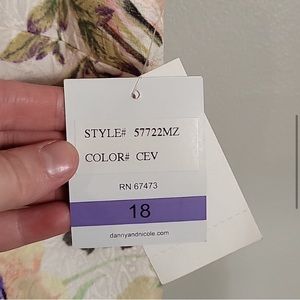 STYLE# 57722MZ
COLOR# CEV
RN 67473
18
dannyandnicole.com